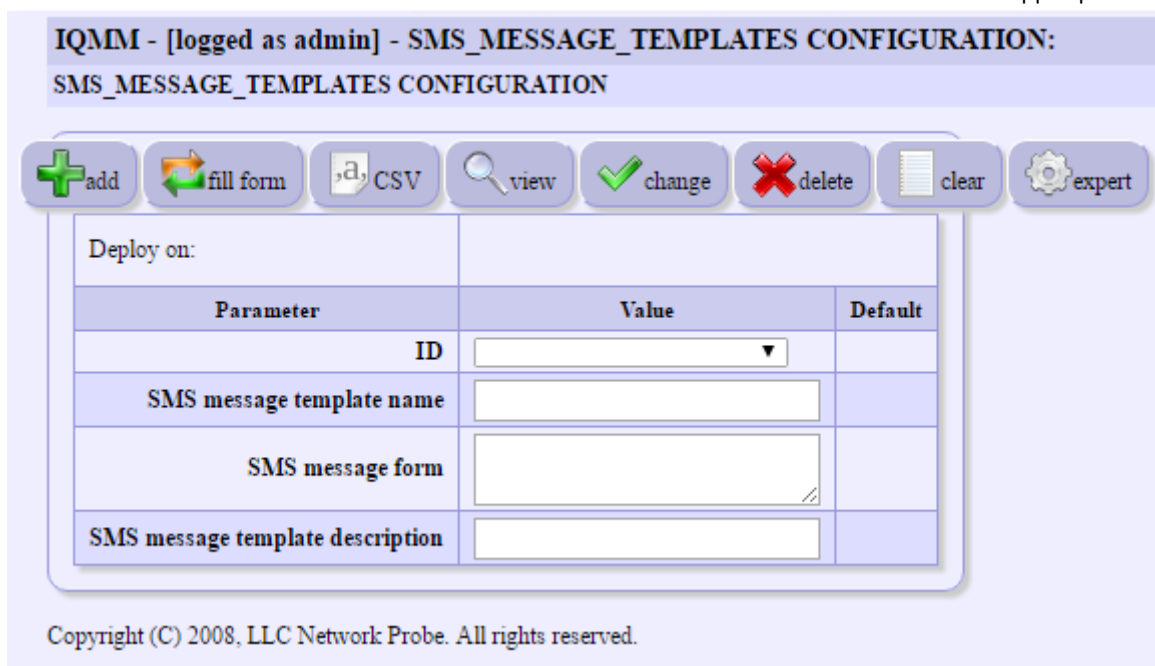 IQMM - [logged as admin] - SMS_MESSAGE_TEMPLATES CONFIGURATION:
SMS_MESSAGE_TEMPLATES CONFIGURATION
add fill form ,a, CSV view change delete clear expert
Deploy on:
Parameter Value Default
ID
SMS message template name
SMS message form
SMS message template description
Copyright (C) 2008, LLC Network Probe. All rights reserved.